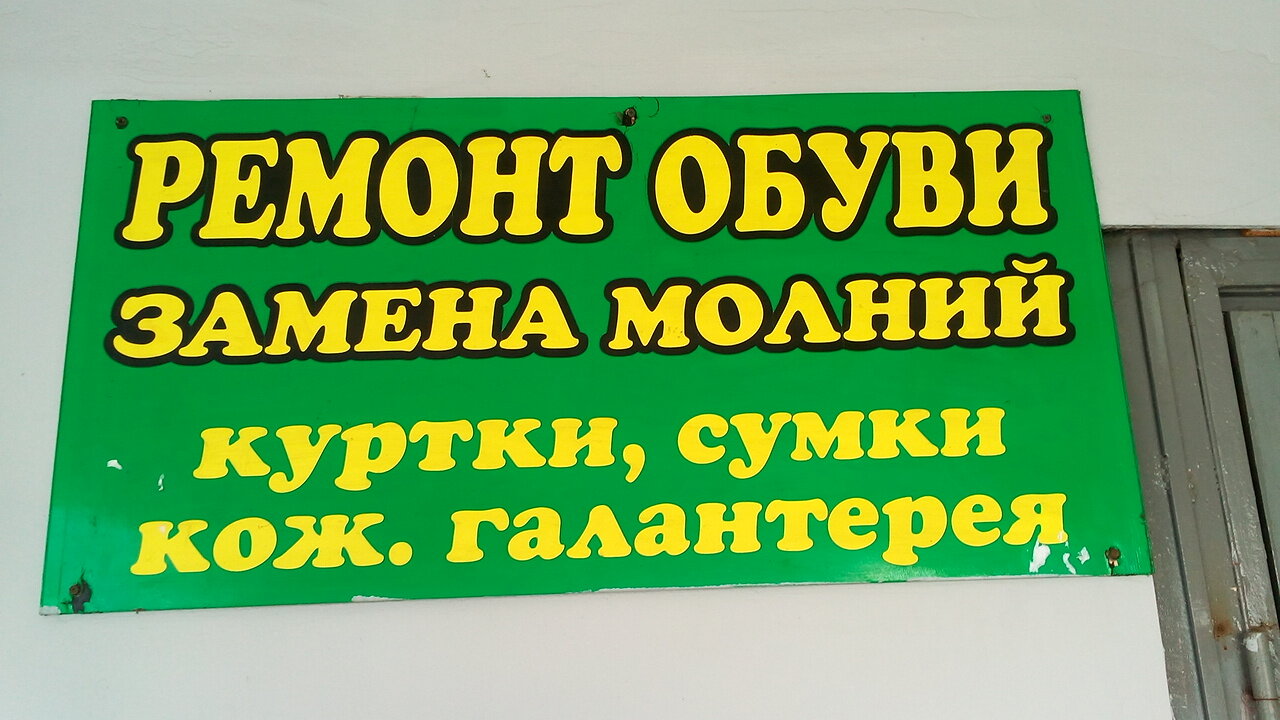 РЕМОНТ ОБУВИ
ЗАМЕНА МОЛНИЙ
куртки, сумки
кож. галантерея